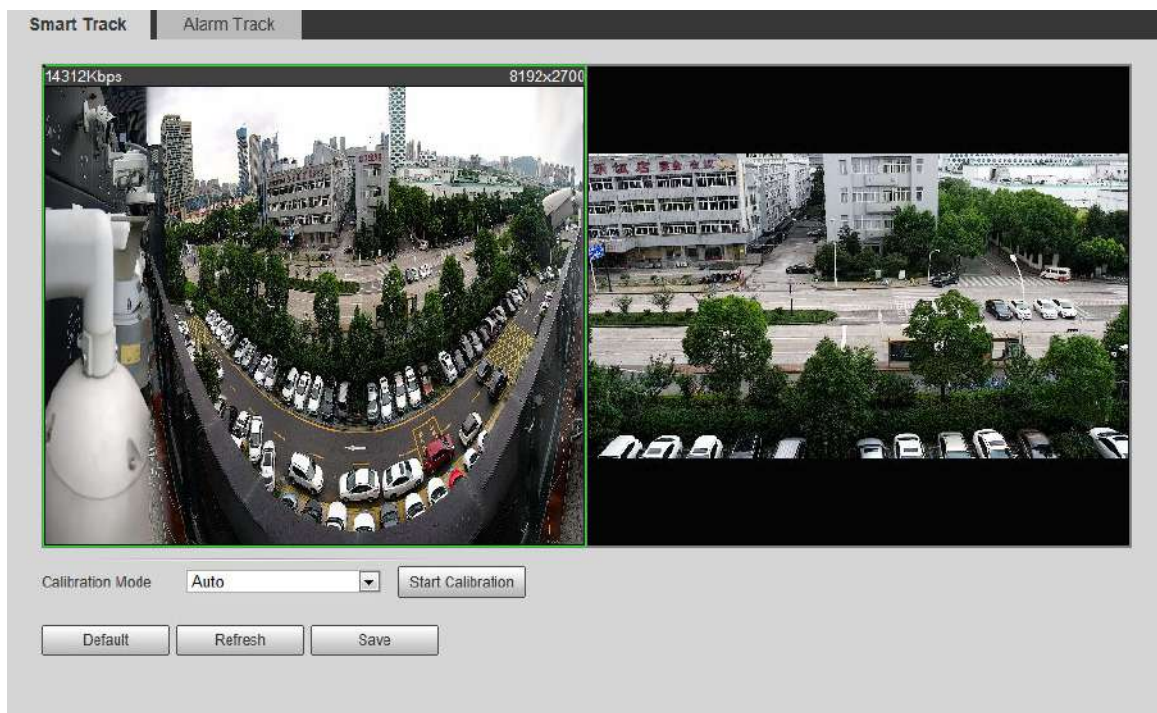 Smart Track
Alarm Track
14312Kbps
8192x2700
Calibration Mode
Auto
Start Calibration
Default
Refresh
Save